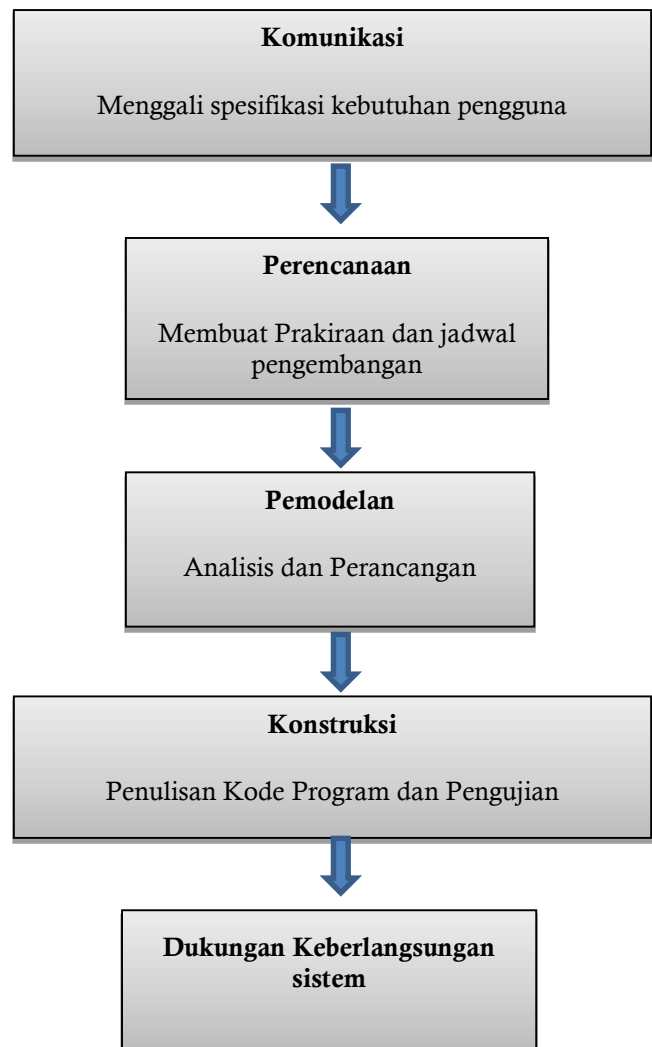 Komunikasi
Menggali spesifikasi kebutuhan pengguna
Perencanaan
Membuat Prakiraan dan jadwal
pengembangan
Pemodelan
Analisis dan Perancangan
Konstruksi
Penulisan Kode Program dan Pengujian
Dukungan Keberlangsungan
sistem